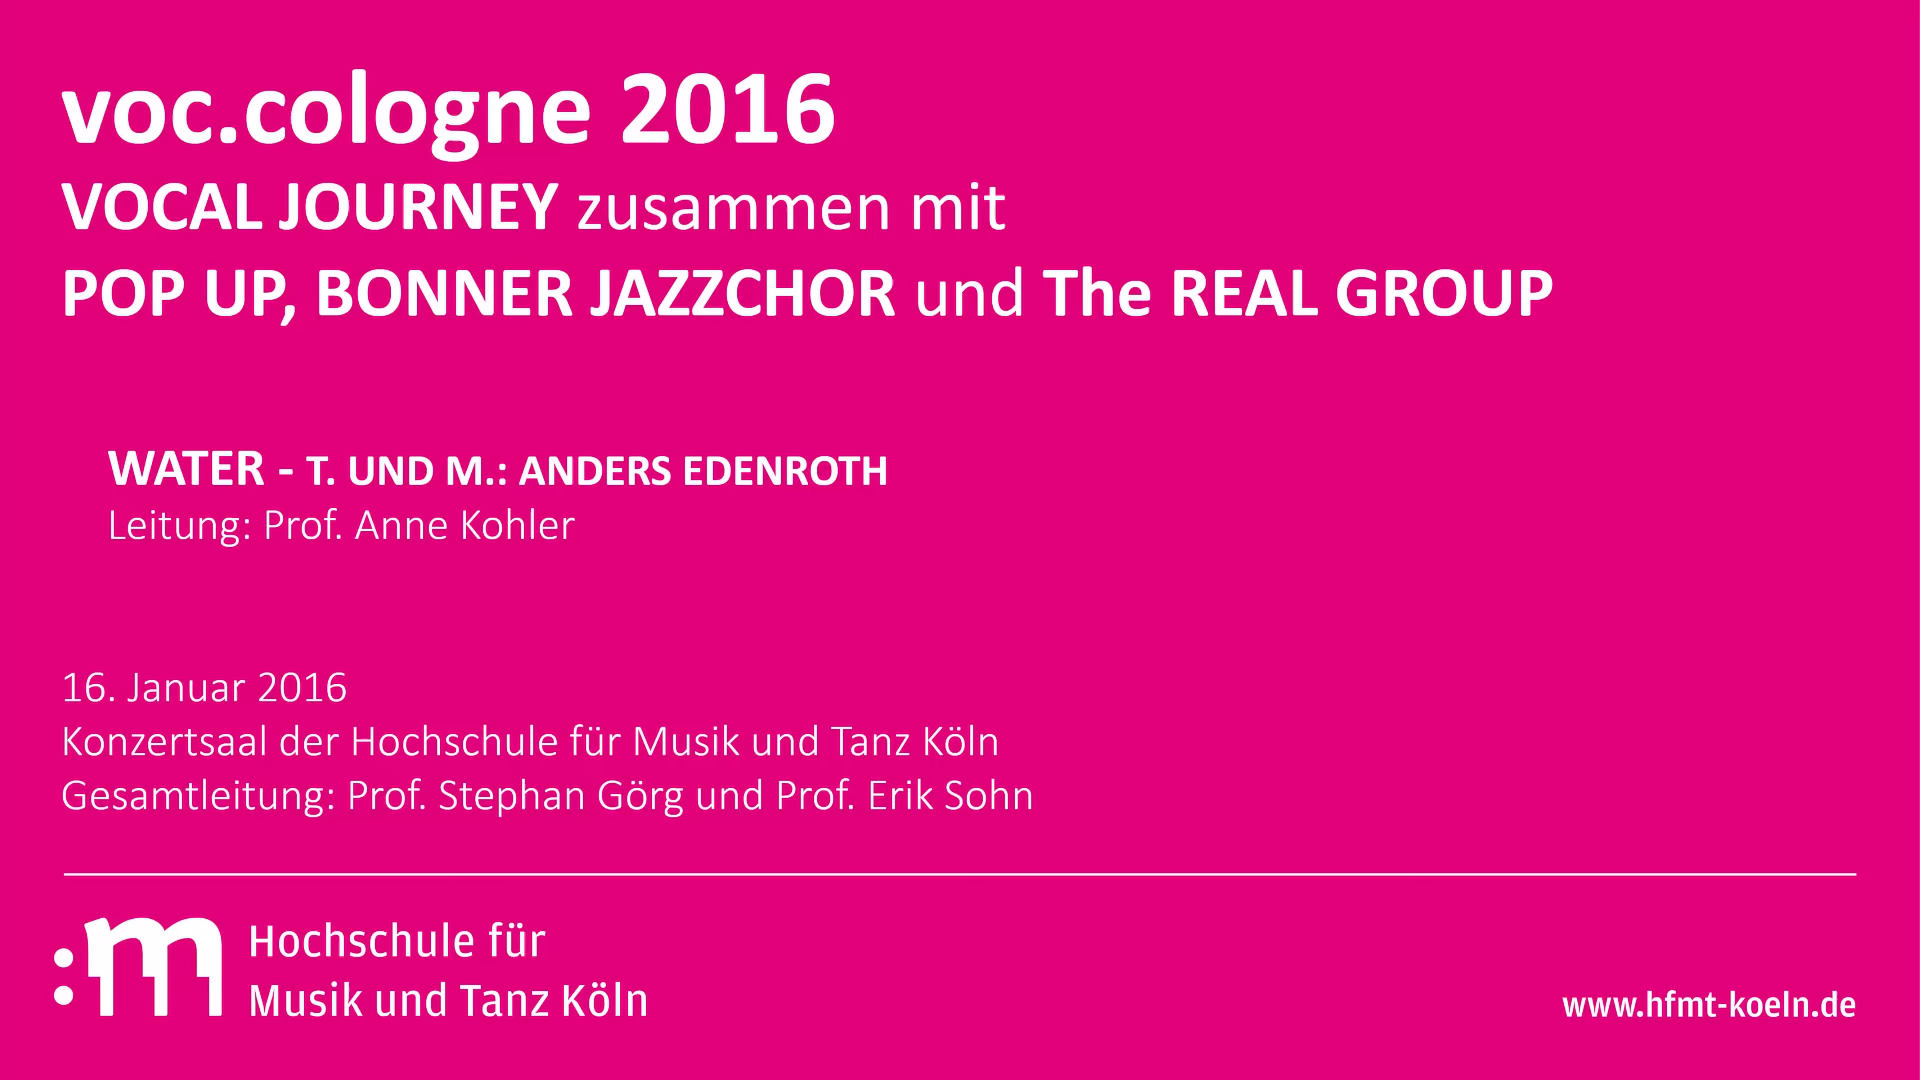 voc.cologne 2016
VOCAL JOURNEY zusammen mit
POP UP, BONNER JAZZCHOR und The REAL GROUP
WATER - T. UND M.: ANDERS EDENROTH
Leitung: Prof. Anne Kohler
16. Januar 2016
Konzertsaal der Hochschule für Musik und Tanz Köln
Gesamtleitung: Prof. Stephan Görg und Prof. Erik Sohn
:m Hochschule für
Musik und Tanz Köln
www.hfmt-koeln.de